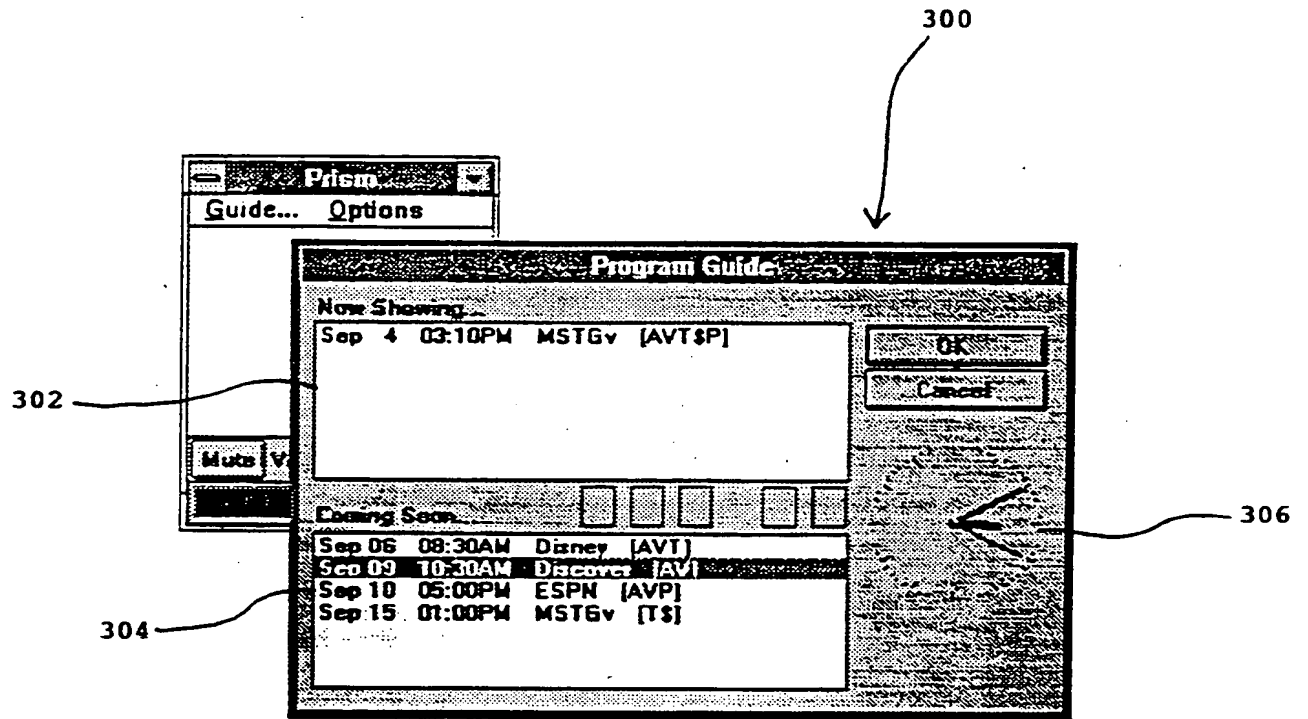 300
Prism
Guide... Options
Program Guide
Now Showing...
Sep 4 03:10PM MSTGv [AVT$P]
OK
Cancel
302
Mute
Coming Soon...
306
Sep 06 08:30AM Disney [AVT]
Sep 09 10:30AM Discover [AV]
Sep 10 05:00PM ESPN [AVP]
Sep 15 01:00PM MSTGv [T$]
304